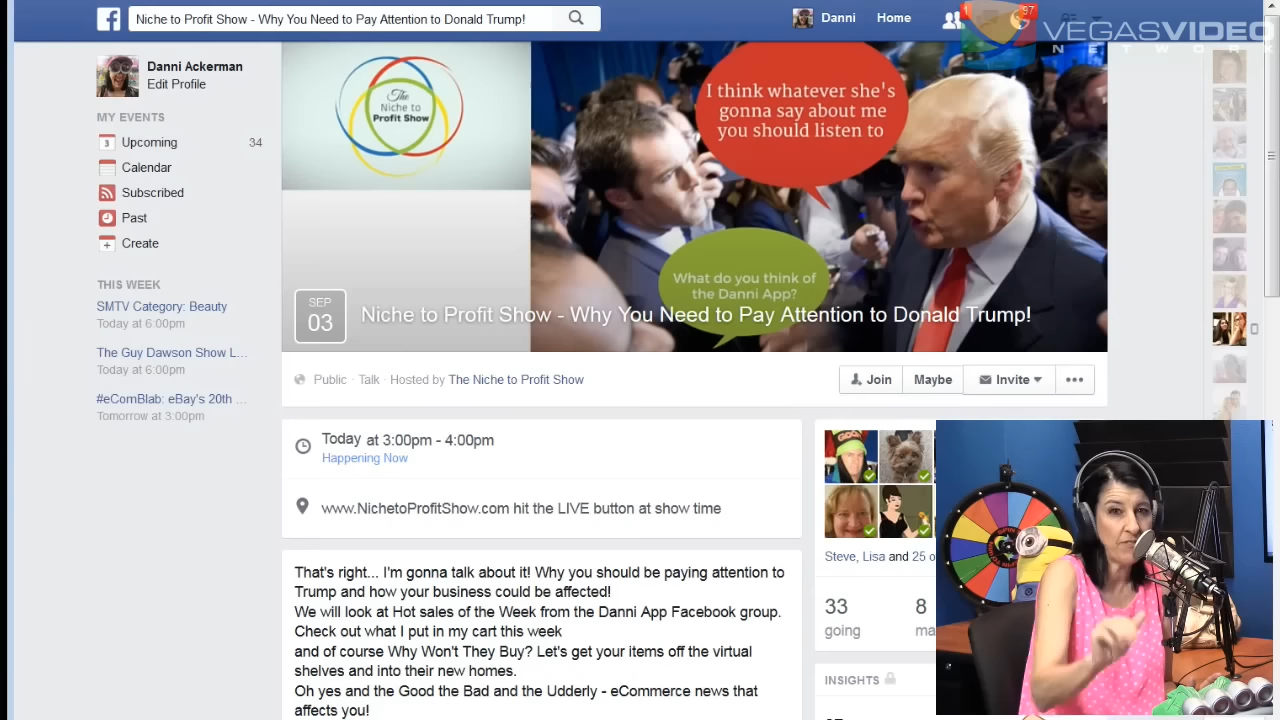 Niche to Profit Show - Why You Need to Pay Attention to Donald Trump!
Danni
Home
1
97
VEGASVIDEO
NETWORK
Danni Ackerman
Edit Profile
MY EVENTS
3 Upcoming 34
Calendar
Subscribed
Past
Create
THIS WEEK
SMTV Category: Beauty
Today at 6:00pm
The Guy Dawson Show L...
Today at 6:00pm
#eComBlab: eBay's 20th ...
Tomorrow at 3:00pm
The
Niche to
Profit Show
I think whatever she's
gonna say about me
you should listen to
What do you think of
the Danni App?
SEP
03
Niche to Profit Show - Why You Need to Pay Attention to Donald Trump!
Public · Talk · Hosted by The Niche to Profit Show
Join
Maybe
Invite
Today at 3:00pm - 4:00pm
Happening Now
www.NichetoProfitShow.com hit the LIVE button at show time
That's right... I'm gonna talk about it! Why you should be paying attention to
Trump and how your business could be affected!
We will look at Hot sales of the Week from the Danni App Facebook group.
Check out what I put in my cart this week
and of course Why Won't They Buy? Let's get your items off the virtual
shelves and into their new homes.
Oh yes and the Good the Bad and the Udderly - eCommerce news that
affects you!
Steve, Lisa and 25 o
33
going
8
ma
INSIGHTS